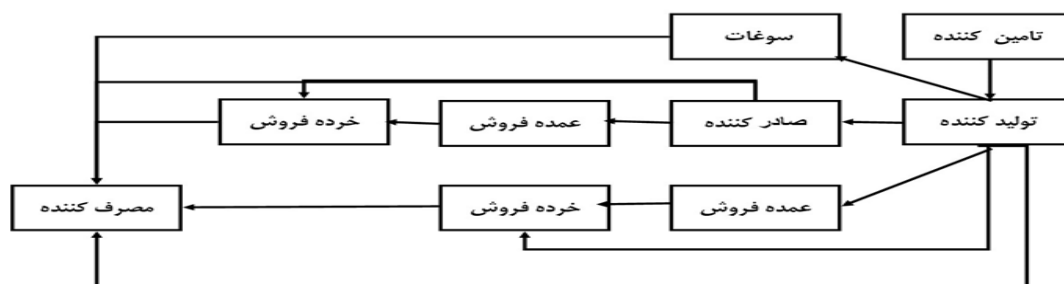 تامین کننده
سوغات
تولید کننده
صادر کننده
عمده فروش
خرده فروش
عمده فروش
خرده فروش
مصرف کننده